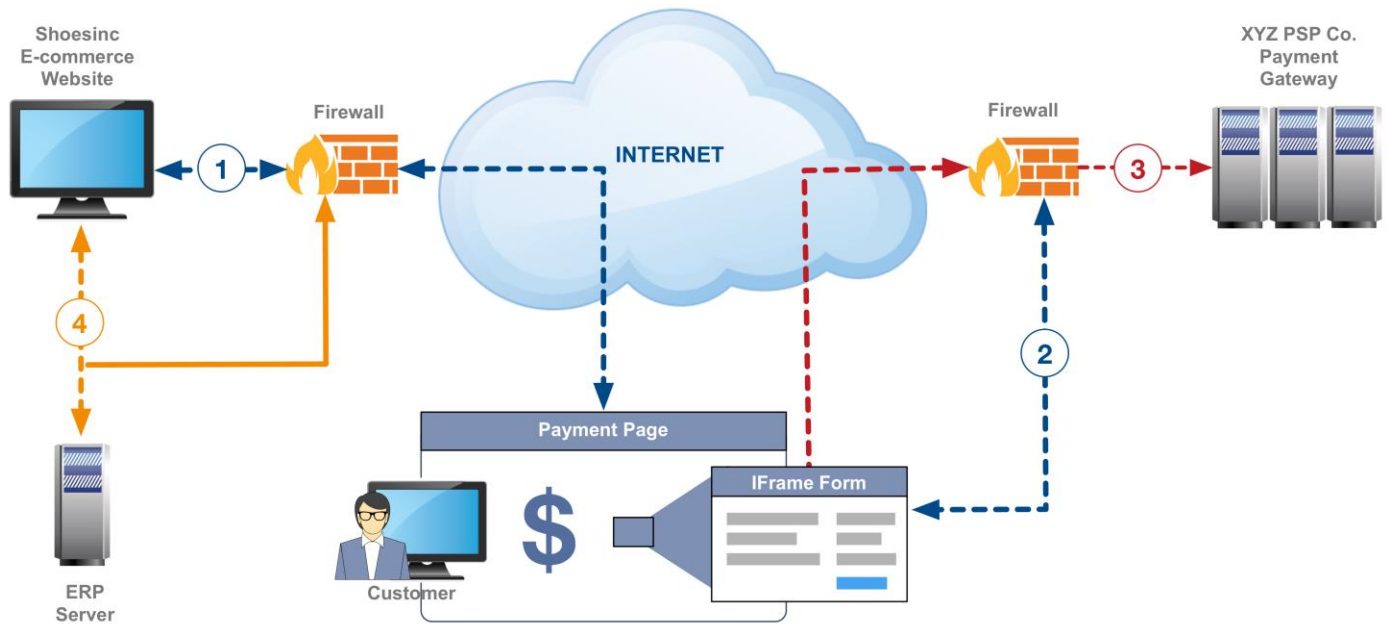 Shoesinc
E-commerce
Website
Firewall
1
INTERNET
Firewall
XYZ PSP Co.
Payment
Gateway
3
4
2
Payment Page
$
IFrame Form
Customer
ERP
Server